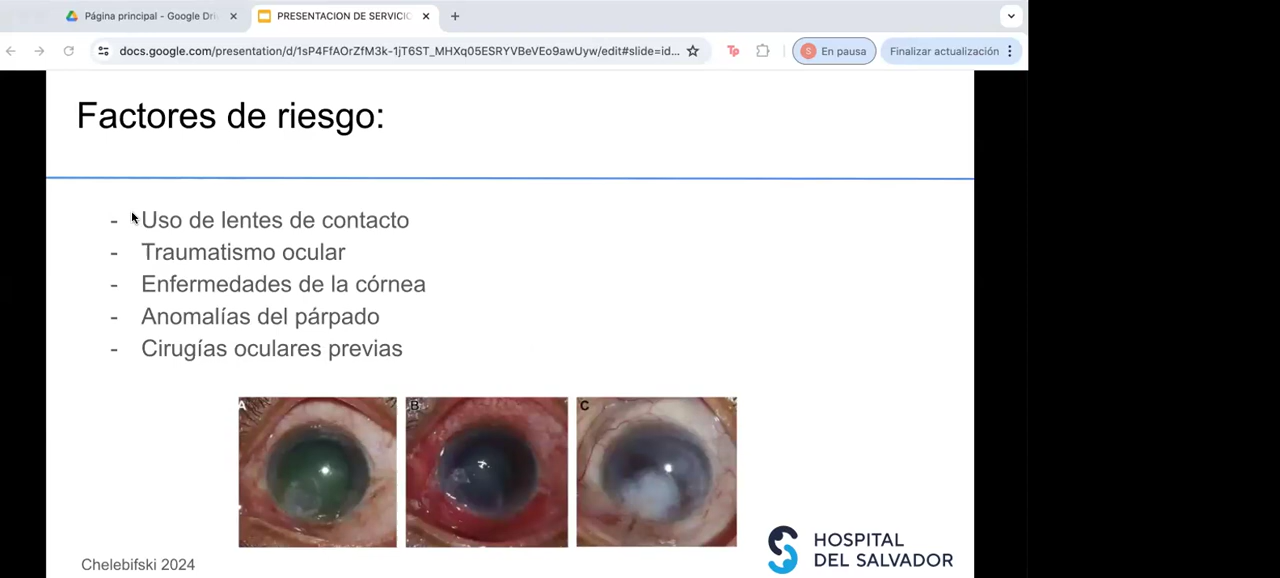 Página principal - Google Dri
PRESENTACION DE SERVICIO
docs.google.com/presentation/d/1sP4FfAOrZfM3k-1jT6ST_MHXq05ESRYVBeVEo9awUyw/edit#slide=id...
Tp
S En pausa
Finalizar actualización
Factores de riesgo:
- Uso de lentes de contacto
- Traumatismo ocular
- Enfermedades de la córnea
- Anomalías del párpado
- Cirugías oculares previas
A B C
HOSPITAL
DEL SALVADOR
Chelebifski 2024